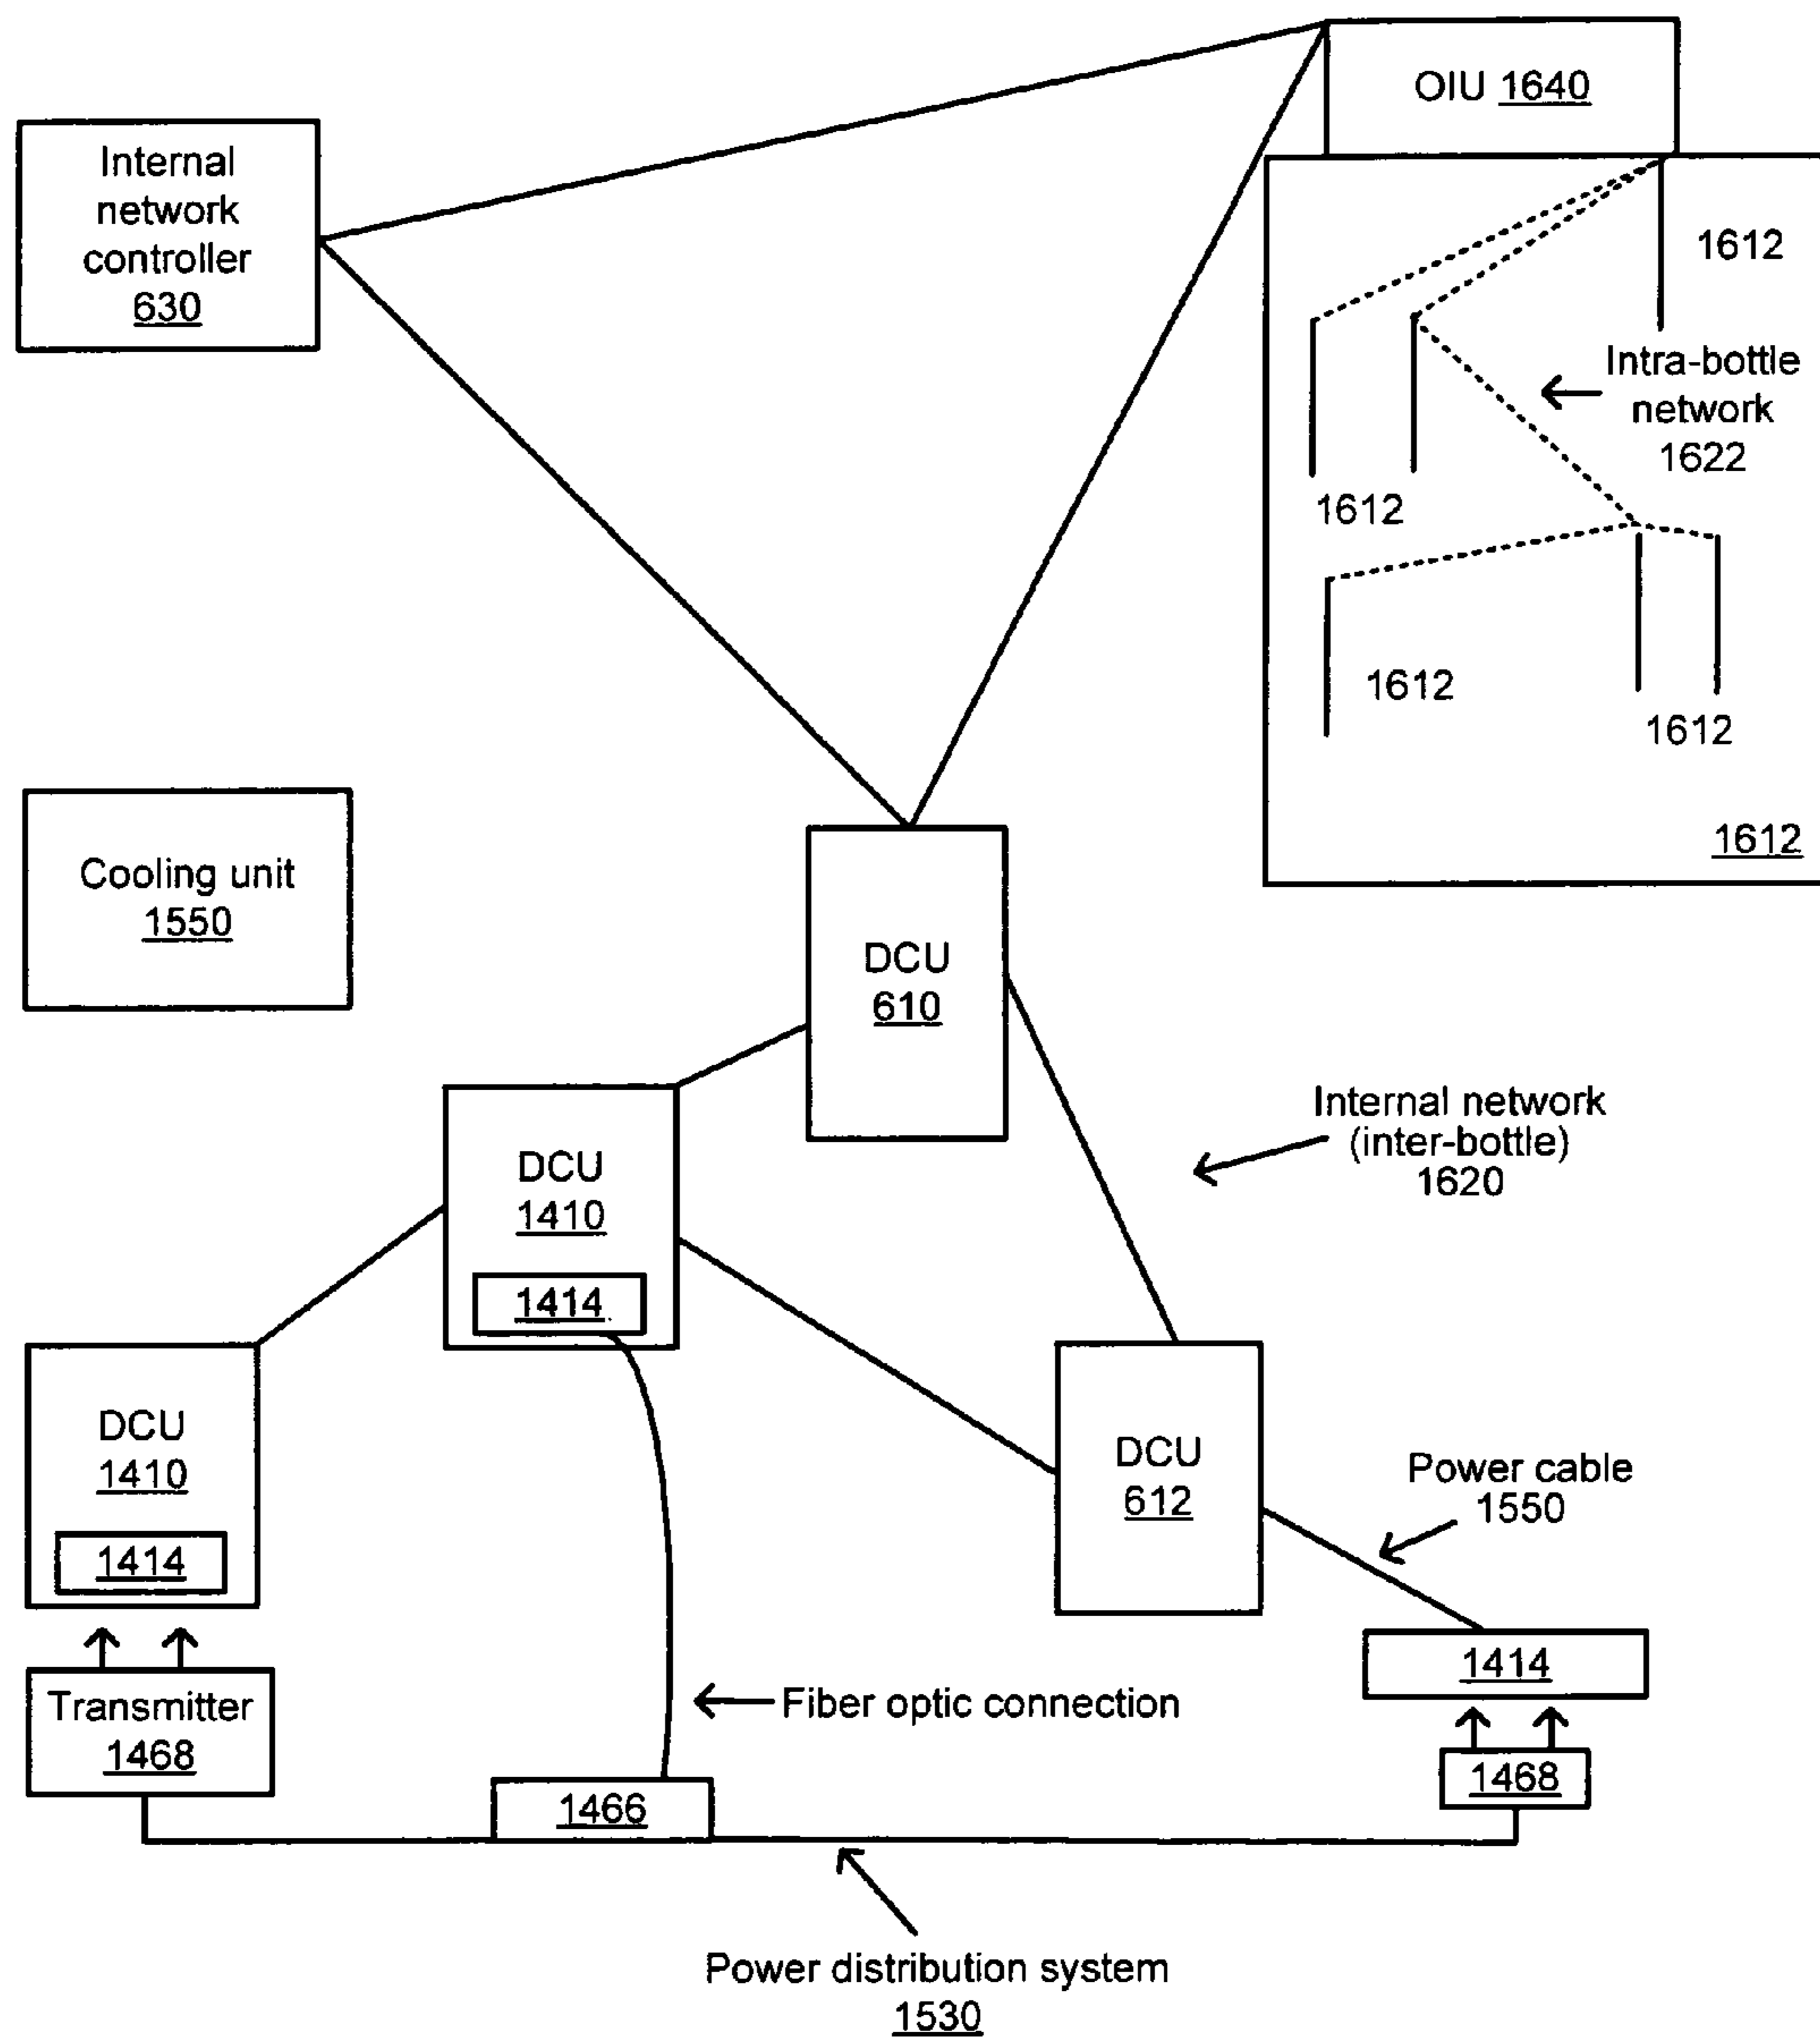 OIU 1640
Internal
network
controller
630
1612
Intra-bottle
network
1622
1612
1612
1612
1612
Cooling unit
1550
DCU
610
Internal network
(inter-bottle)
1620
DCU
1410
1414
DCU
1410
1414
DCU
612
Power cable
1550
1414
Transmitter
1468
Fiber optic connection
1468
1466
Power distribution system
1530